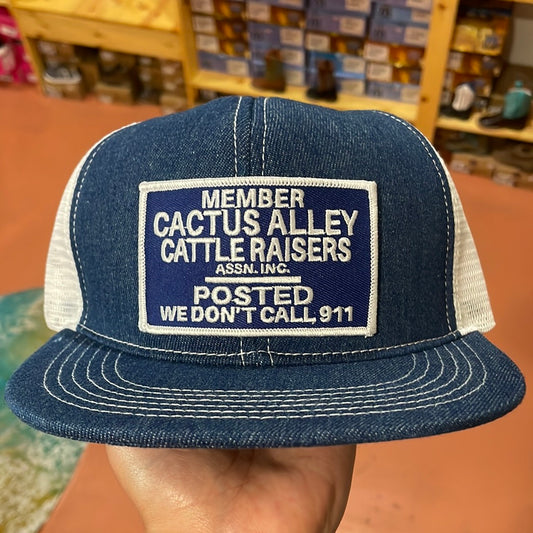 MEMBER
CACTUS ALLEY
CATTLE RAISERS
ASSN. INC.
POSTED
WE DON'T CALL, 911